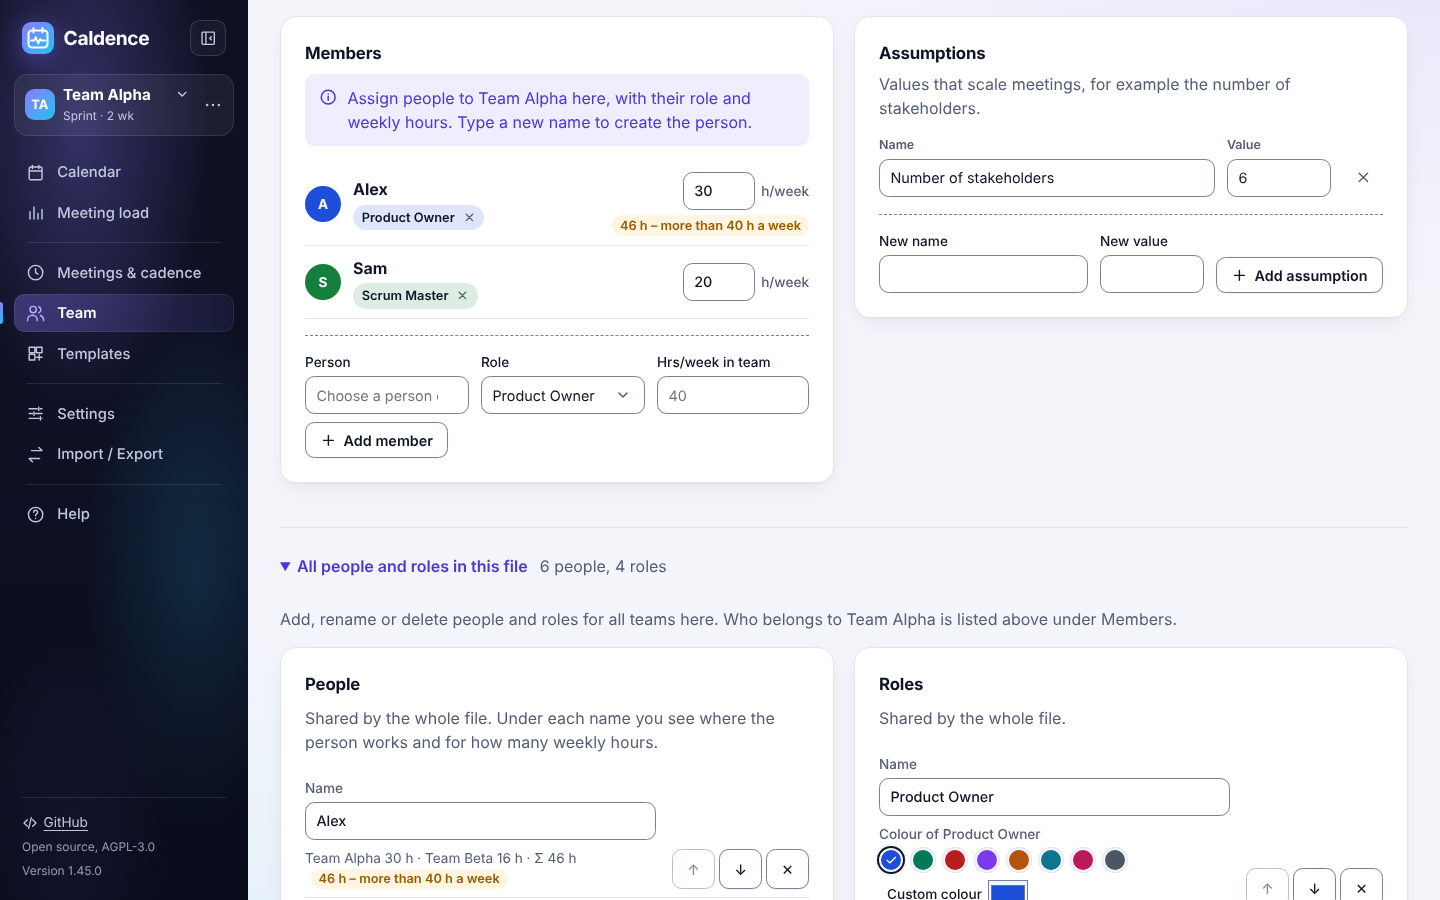 Caldence
TA
Team Alpha
Sprint · 2 wk
Calendar
Meeting load
Meetings & cadence
Team
Templates
Settings
Import / Export
Help
GitHub
Open source, AGPL-3.0
Version 1.45.0
Members
Assign people to Team Alpha here, with their role and
weekly hours. Type a new name to create the person.
A
Alex
Product Owner
30
h/week
46 h – more than 40 h a week
S
Sam
Scrum Master
20
h/week
Person
Role
Hrs/week in team
Choose a person
Product Owner
40
Add member
Assumptions
Values that scale meetings, for example the number of
stakeholders.
Name
Value
Number of stakeholders
6
New name
New value
Add assumption
All people and roles in this file
6 people, 4 roles
Add, rename or delete people and roles for all teams here. Who belongs to Team Alpha is listed above under Members.
People
Shared by the whole file. Under each name you see where the
person works and for how many weekly hours.
Name
Alex
Team Alpha 30 h · Team Beta 16 h · Σ 46 h
46 h – more than 40 h a week
Roles
Shared by the whole file.
Name
Product Owner
Colour of Product Owner
Custom colour